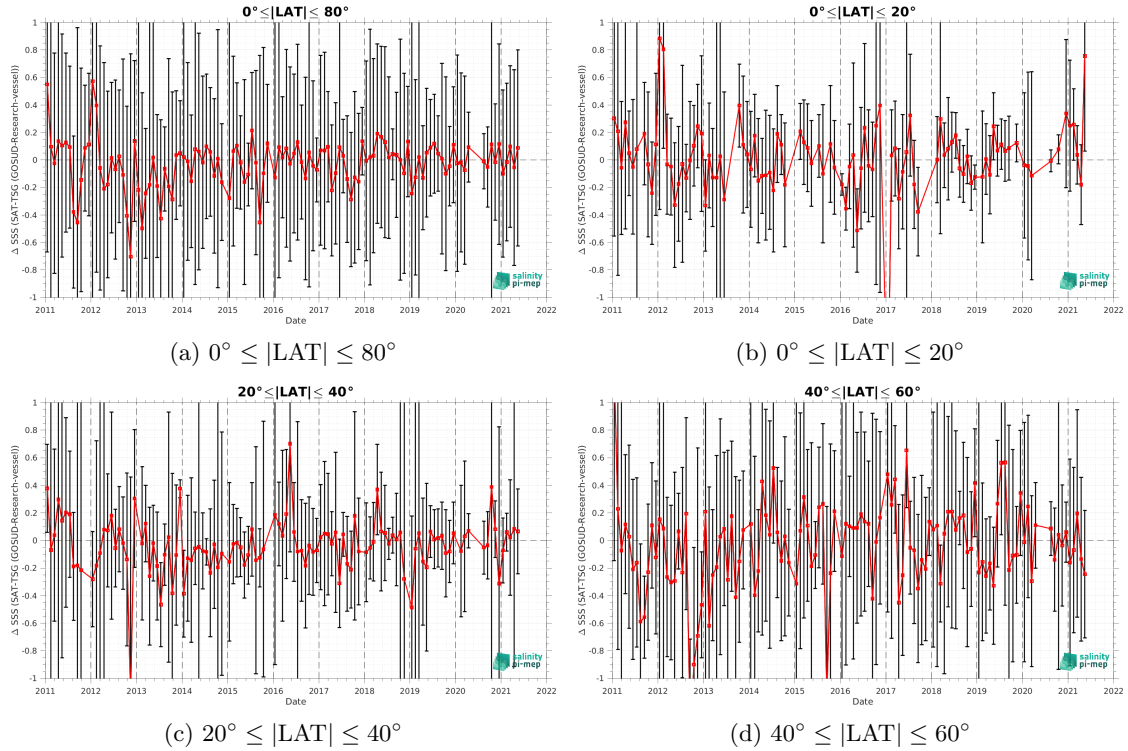 0°≤|LAT|≤ 80°
Δ SSS (SAT-TSG (GOSUD-Research-vessel))
1
0.8
0.6
0.4
0.2
0
-0.2
-0.4
-0.6
-0.8
-1
2011 2012 2013 2014 2015 2016 2017 2018 2019 2020 2021 2022
Date
salinity
pi-mep
(a) 0° ≤ |LAT| ≤ 80°
0°≤|LAT|≤ 20°
Δ SSS (SAT-TSG (GOSUD-Research-vessel))
1
0.8
0.6
0.4
0.2
0
-0.2
-0.4
-0.6
-0.8
-1
2011 2012 2013 2014 2015 2016 2017 2018 2019 2020 2021 2022
Date
salinity
pi-mep
(b) 0° ≤ |LAT| ≤ 20°
20°≤|LAT|≤ 40°
Δ SSS (SAT-TSG (GOSUD-Research-vessel))
1
0.8
0.6
0.4
0.2
0
-0.2
-0.4
-0.6
-0.8
-1
2011 2012 2013 2014 2015 2016 2017 2018 2019 2020 2021 2022
Date
salinity
pi-mep
(c) 20° ≤ |LAT| ≤ 40°
40°≤|LAT|≤ 60°
Δ SSS (SAT-TSG (GOSUD-Research-vessel))
1
0.8
0.6
0.4
0.2
0
-0.2
-0.4
-0.6
-0.8
-1
2011 2012 2013 2014 2015 2016 2017 2018 2019 2020 2021 2022
Date
salinity
pi-mep
(d) 40° ≤ |LAT| ≤ 60°